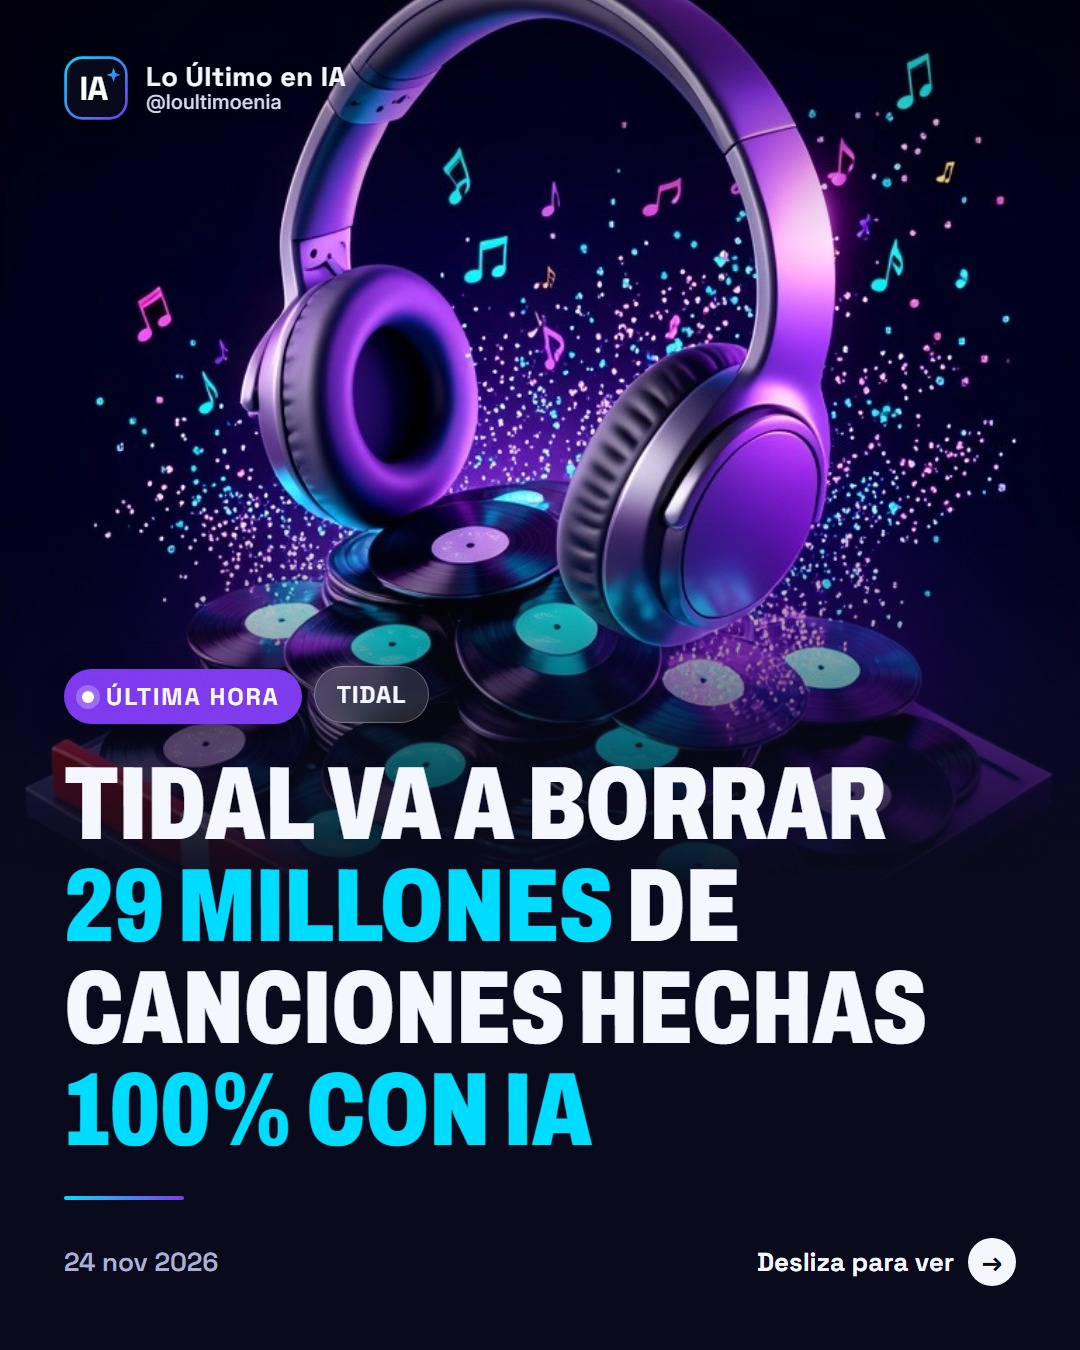 IA
Lo Último en IA
@loultimoenia
ÚLTIMA HORA
TIDAL
TIDAL VA A BORRAR
29 MILLONES DE
CANCIONES HECHAS
100% CON IA
24 nov 2026
Desliza para ver →